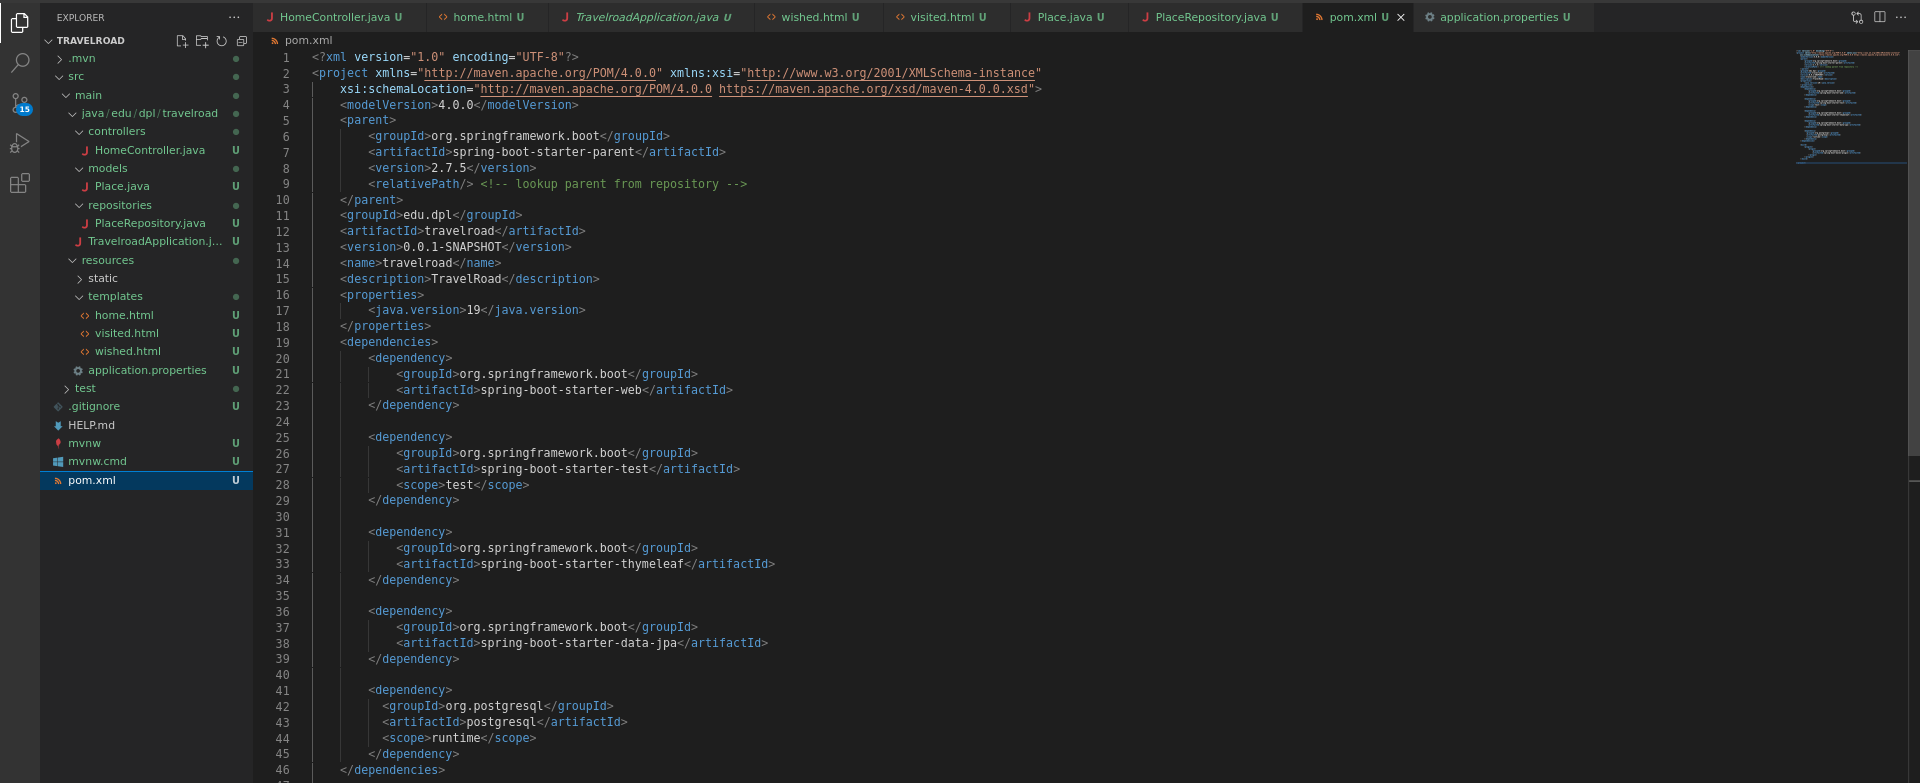 EXPLORER
TRAVELROAD
.mvn
src
main
java / edu / dpl / travelroad
controllers
HomeController.java U
models
Place.java U
repositories
PlaceRepository.java U
TravelroadApplication.j... U
resources
static
templates
home.html U
visited.html U
wished.html U
application.properties U
test
.gitignore U
HELP.md
mvnw U
mvnw.cmd U
pom.xml U
15
HomeController.java U home.html U TravelroadApplication.java U wished.html U visited.html U Place.java U PlaceRepository.java U pom.xml U application.properties U
pom.xml
1 <?xml version="1.0" encoding="UTF-8"?>
2 <project xmlns="http://maven.apache.org/POM/4.0.0" xmlns:xsi="http://www.w3.org/2001/XMLSchema-instance"
3 xsi:schemaLocation="http://maven.apache.org/POM/4.0.0 https://maven.apache.org/xsd/maven-4.0.0.xsd">
4 <modelVersion>4.0.0</modelVersion>
5 <parent>
6 <groupId>org.springframework.boot</groupId>
7 <artifactId>spring-boot-starter-parent</artifactId>
8 <version>2.7.5</version>
9 <relativePath/> <!-- lookup parent from repository -->
10 </parent>
11 <groupId>edu.dpl</groupId>
12 <artifactId>travelroad</artifactId>
13 <version>0.0.1-SNAPSHOT</version>
14 <name>travelroad</name>
15 <description>TravelRoad</description>
16 <properties>
17 <java.version>19</java.version>
18 </properties>
19 <dependencies>
20 <dependency>
21 <groupId>org.springframework.boot</groupId>
22 <artifactId>spring-boot-starter-web</artifactId>
23 </dependency>
24
25 <dependency>
26 <groupId>org.springframework.boot</groupId>
27 <artifactId>spring-boot-starter-test</artifactId>
28 <scope>test</scope>
29 </dependency>
30
31 <dependency>
32 <groupId>org.springframework.boot</groupId>
33 <artifactId>spring-boot-starter-thymeleaf</artifactId>
34 </dependency>
35
36 <dependency>
37 <groupId>org.springframework.boot</groupId>
38 <artifactId>spring-boot-starter-data-jpa</artifactId>
39 </dependency>
40
41 <dependency>
42 <groupId>org.postgresql</groupId>
43 <artifactId>postgresql</artifactId>
44 <scope>runtime</scope>
45 </dependency>
46 </dependencies>